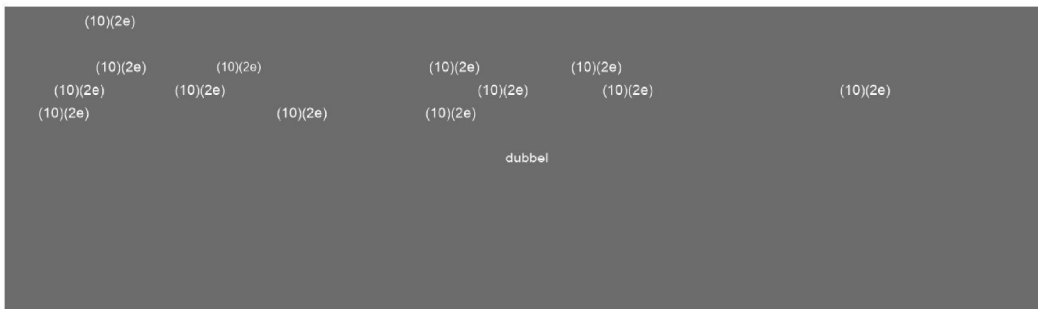 (10)(2e)
(10)(2e) (10)(2e) (10)(2e) (10)(2e)
(10)(2e) (10)(2e) (10)(2e) (10)(2e) (10)(2e)
(10)(2e) (10)(2e) (10)(2e)
dubbel